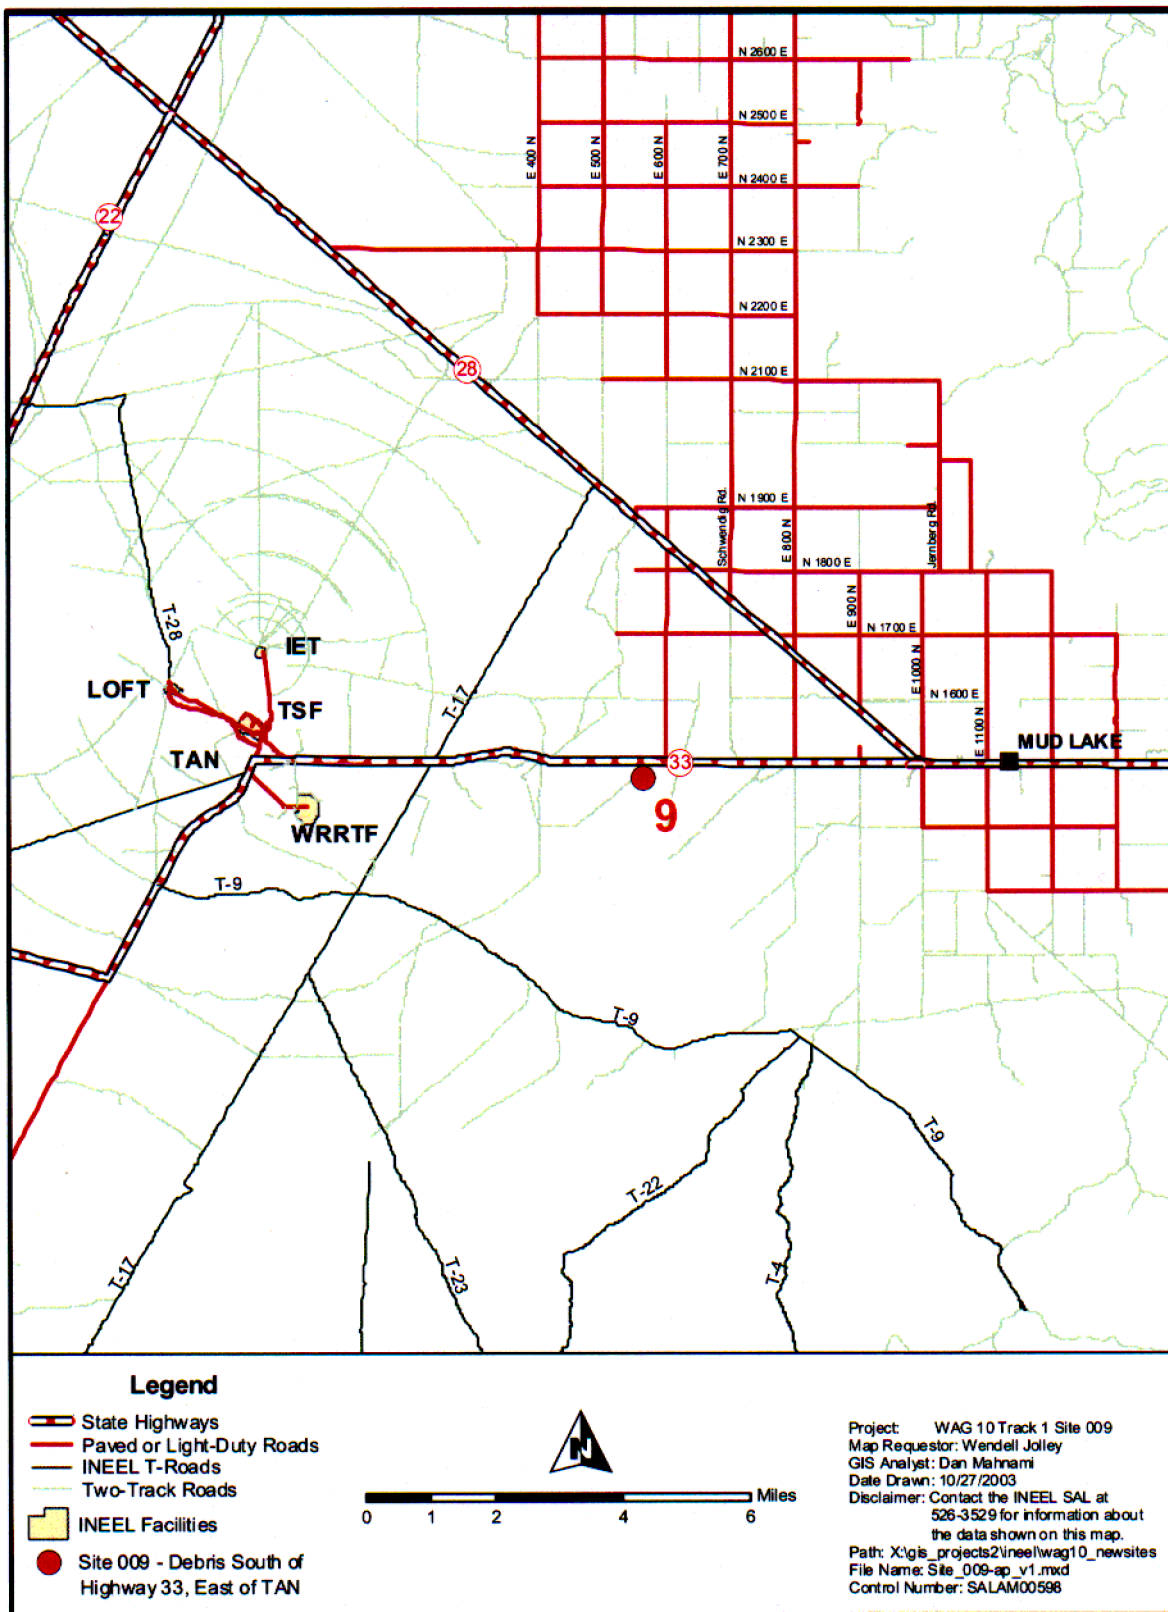 N 2600 E
N 2500 E
E 400 N
E 500 N
E 600 N
E 700 N
N 2400 E
22
N 2300 E
N 2200 E
28
N 2100 E
N 1900 E
Schwendig Rd.
E 800 N
Jernberg Rd.
N 1800 E
E 900 N
N 1700 E
T-28
IET
E 1000 N
LOFT
N 1600 E
T-17
TSF
E 1100 N
MUD LAKE
TAN
33
9
WRRTF
T-9
T-9
T-9
T-22
T-17
T-23
T-4
Legend
State Highways
Paved or Light-Duty Roads
INEEL T-Roads
Two-Track Roads
INEEL Facilities
Site 009 - Debris South of
Highway 33, East of TAN
N
Miles
0 1 2 4 6
Project: WAG 10 Track 1 Site 009
Map Requestor: Wendell Jolley
GIS Analyst: Dan Mahnami
Date Drawn: 10/27/2003
Disclaimer: Contact the INEEL SAL at
526-3529 for information about
the data shown on this map.
Path: X:\gis_projects2\ineel\wag10_newsites
File Name: Site_009-ap_v1.mxd
Control Number: SALAM00598